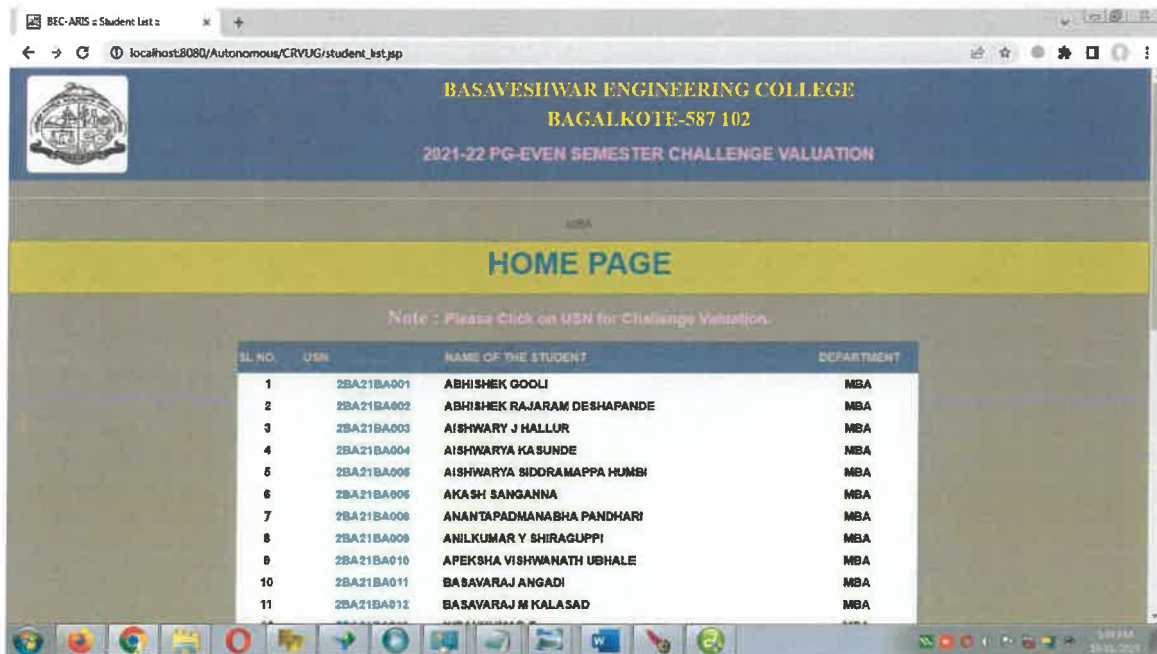 BEC-ARIS :: Student List :: × +
localhost:8080/Autonomous/CRVUG/student_list.jsp
BASAVESHWAR ENGINEERING COLLEGE
BAGALKOTE-587 102
2021-22 PG-EVEN SEMESTER CHALLENGE VALUATION
MBA
HOME PAGE
Note : Please Click on USN for Challenge Valuation.
SL NO. USN NAME OF THE STUDENT DEPARTMENT
1 2BA21BA001 ABHISHEK GOOLI MBA
2 2BA21BA002 ABHISHEK RAJARAM DESHAPANDE MBA
3 2BA21BA003 AISHWARY J HALLUR MBA
4 2BA21BA004 AISHWARYA KASUNDE MBA
5 2BA21BA005 AISHWARYA SIDDRAMAPPA HUMBI MBA
6 2BA21BA006 AKASH SANGANNA MBA
7 2BA21BA008 ANANTAPADMANABHA PANDHARI MBA
8 2BA21BA009 ANILKUMAR Y SHIRAGUPPI MBA
9 2BA21BA010 APEKSHA VISHWANATH UBHALE MBA
10 2BA21BA011 BASAVARAJ ANGADI MBA
11 2BA21BA012 BASAVARAJ M KALASAD MBA